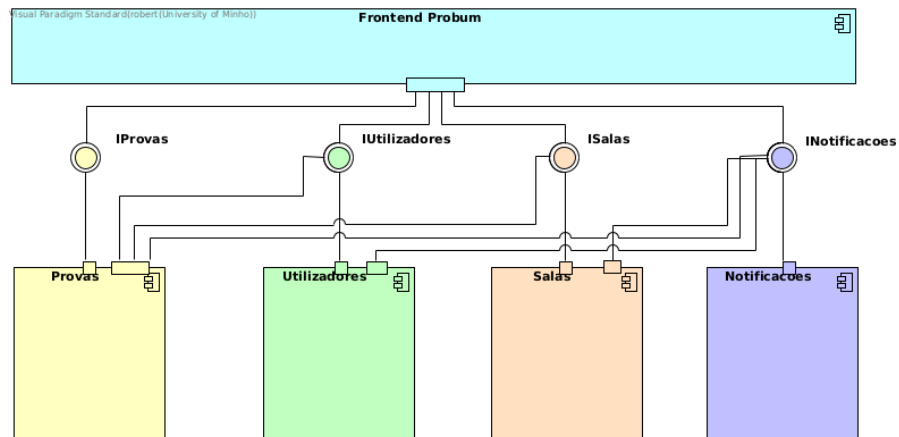 Visual Paradigm Standard(robert(University of Minho))
Frontend Probum
IProvas
IUtilizadores
ISalas
INotificacoes
Provas
Utilizadores
Salas
Notificacoes